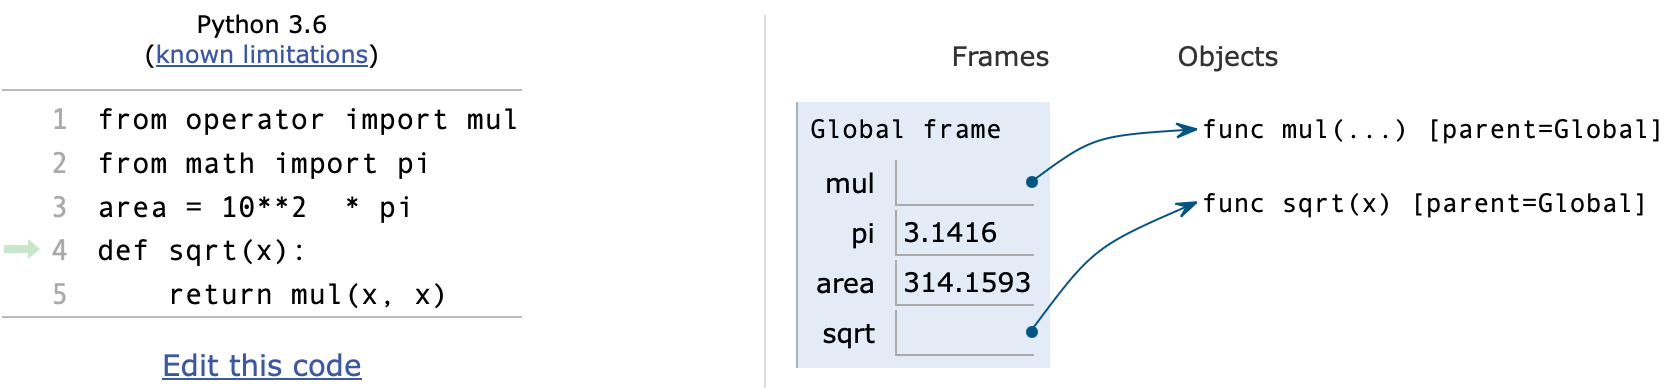 Python 3.6
(known limitations)
1 from operator import mul
2 from math import pi
3 area = 10**2  * pi
4 def sqrt(x):
5     return mul(x, x)
Edit this code
Frames
Objects
Global frame
mul
pi 3.1416
area 314.1593
sqrt
func mul(...) [parent=Global]
func sqrt(x) [parent=Global]